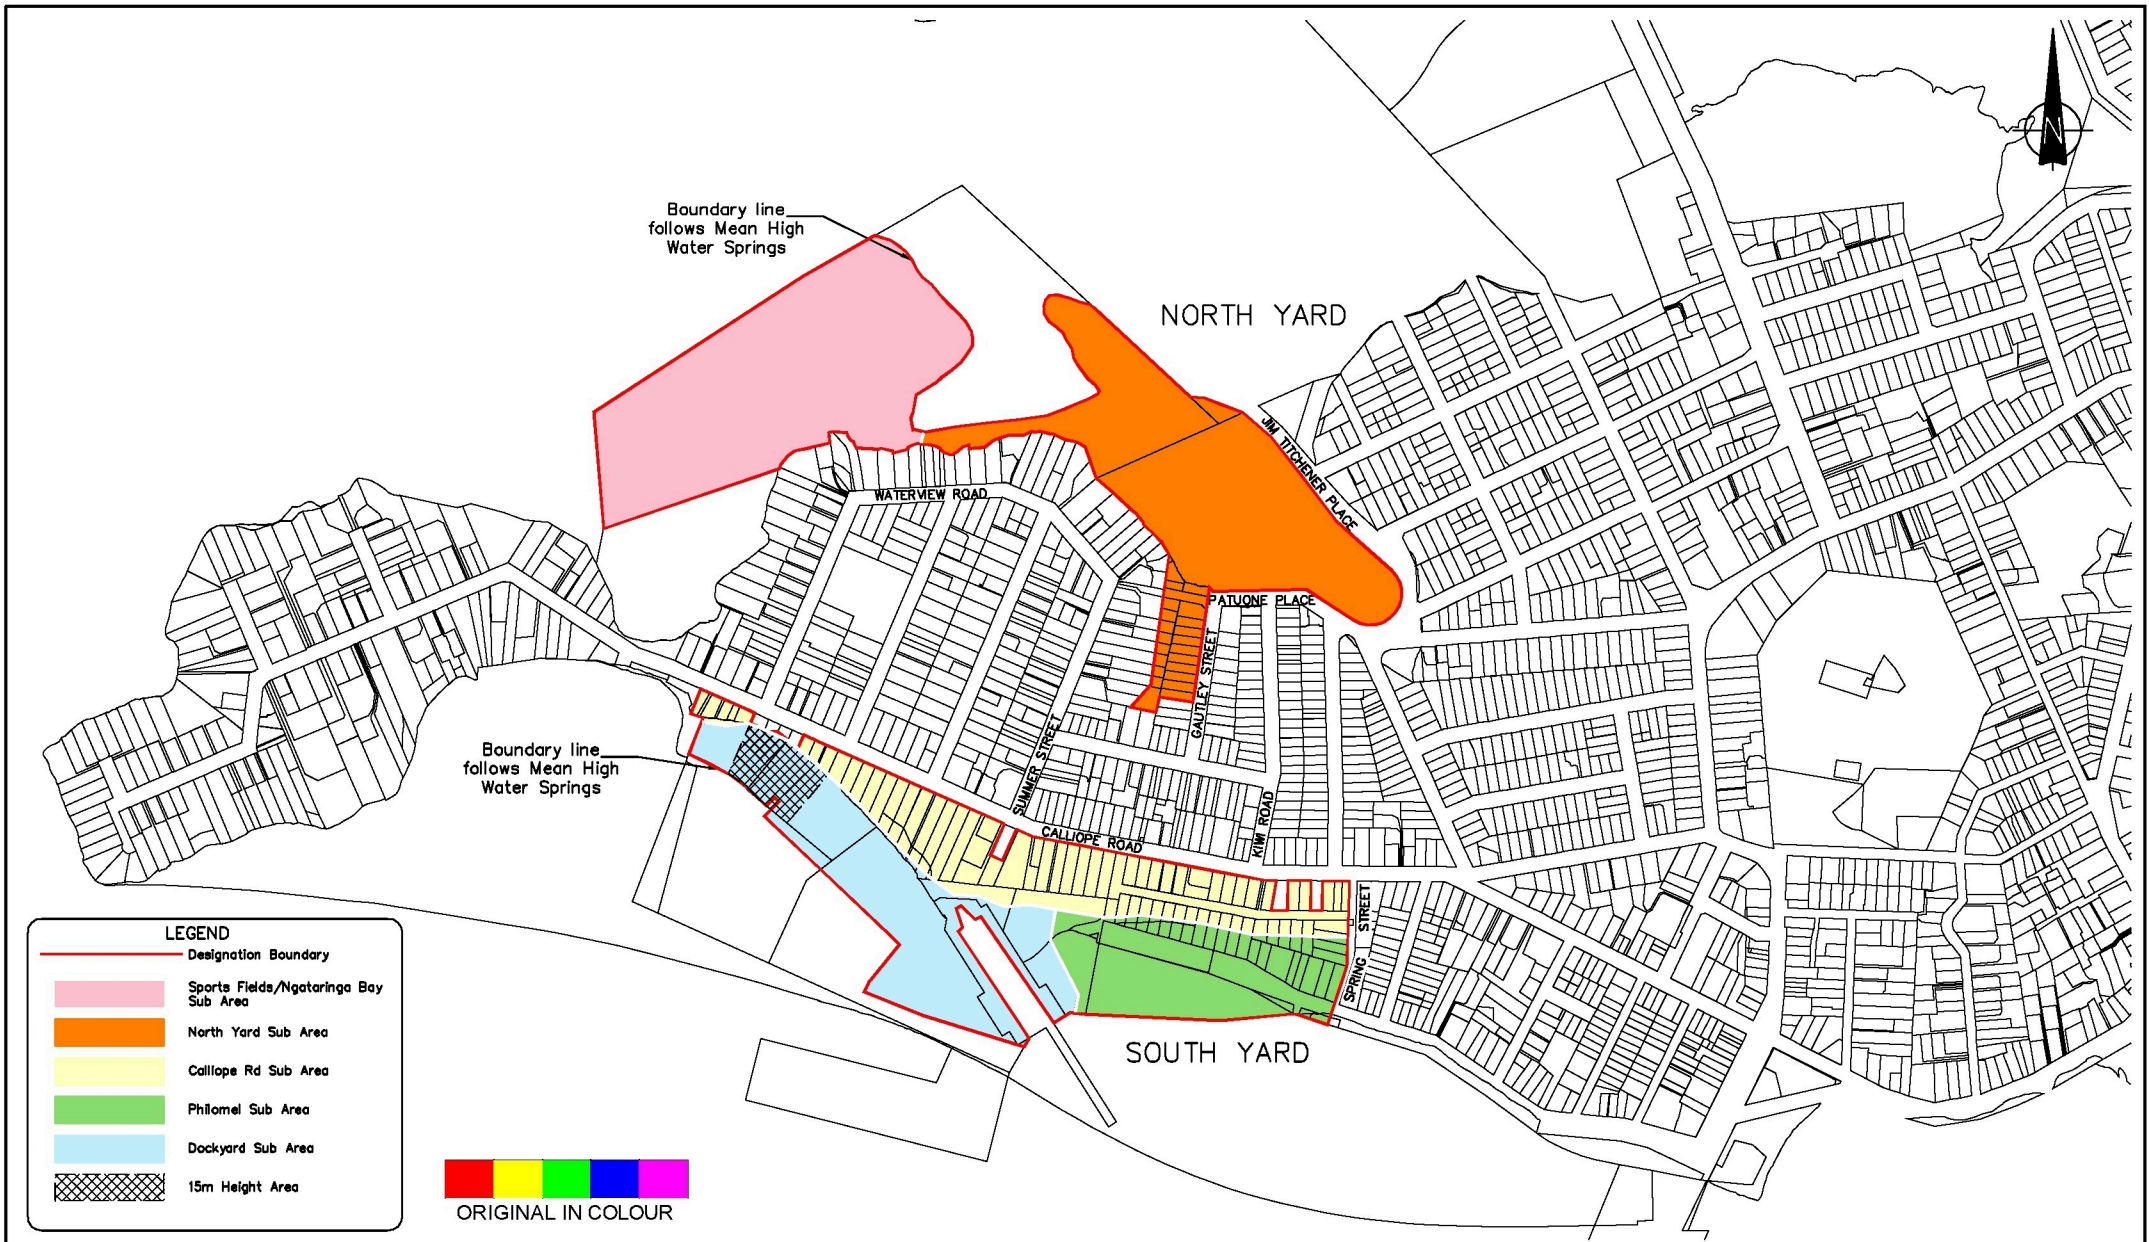 Boundary line
follows Mean High
Water Springs
NORTH YARD
JIM TITCHENER PLACE
WATERVIEW ROAD
PATUONE PLACE
GAUTLEY STREET
SUMMER STREET
Boundary line
follows Mean High
Water Springs
KIWI ROAD
CALLIOPE ROAD
SPRING STREET
SOUTH YARD
N
LEGEND
Designation Boundary
Sports Fields/Ngataringa Bay
Sub Area
North Yard Sub Area
Calliope Rd Sub Area
Philomel Sub Area
Dockyard Sub Area
15m Height Area
ORIGINAL IN COLOUR